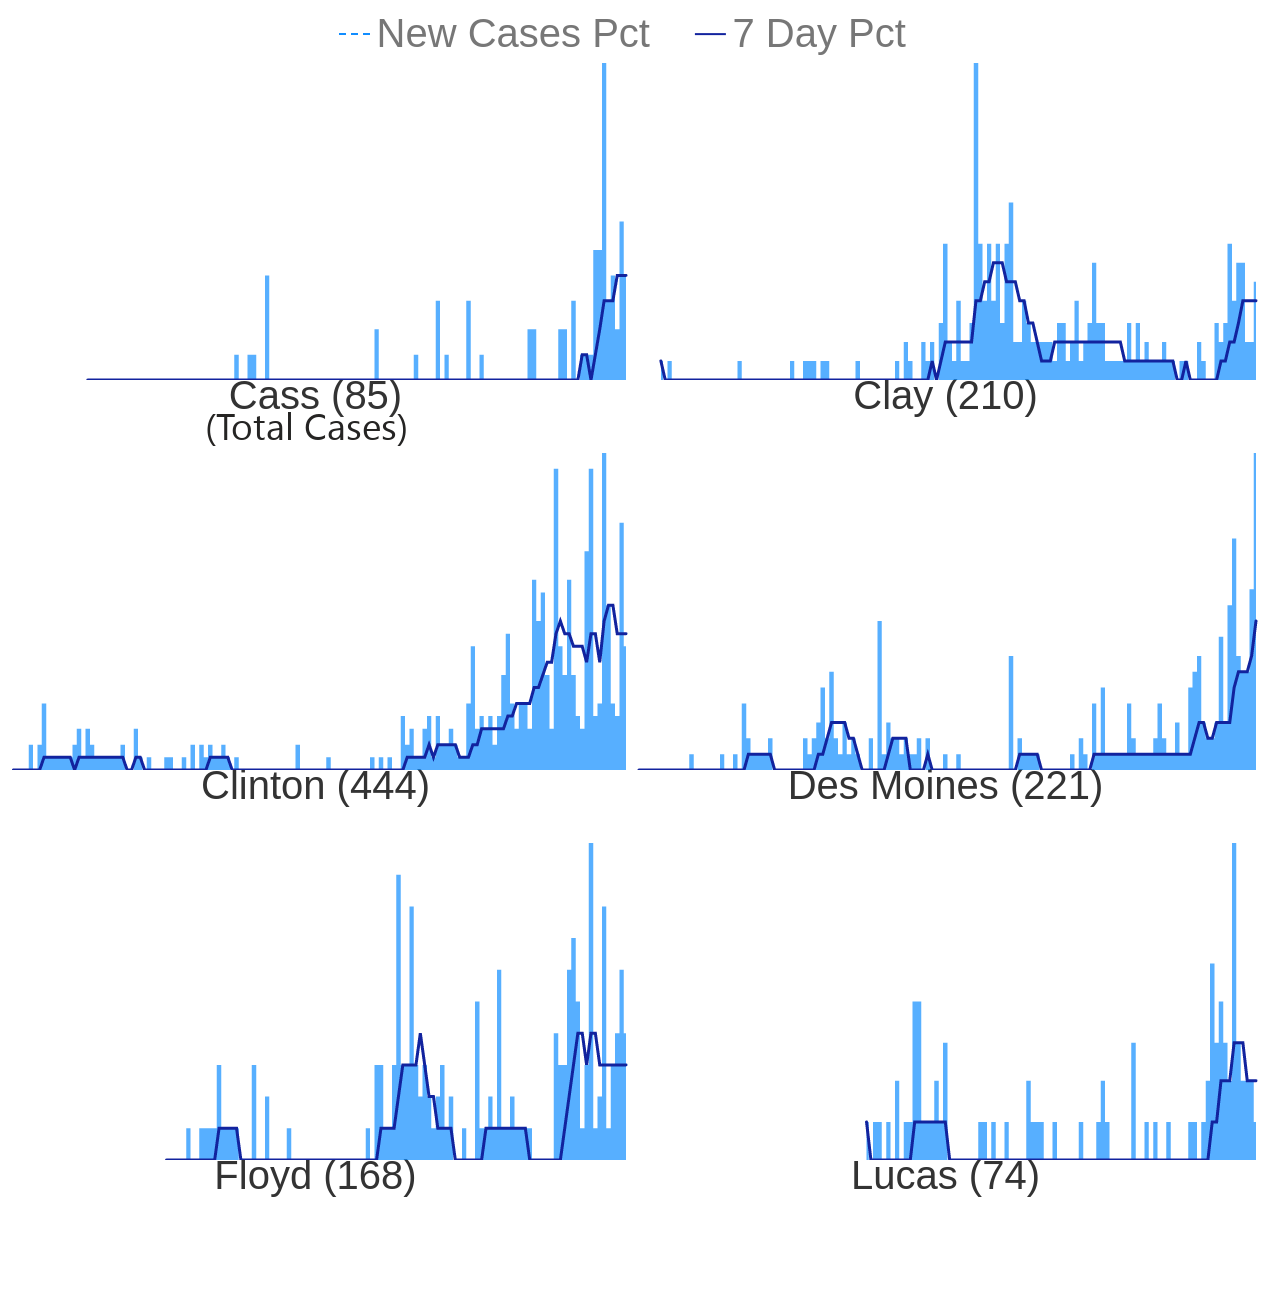 New Cases Pct 7 Day Pct
Cass (85)
(Total Cases)
Clay (210)
Clinton (444)
Des Moines (221)
Floyd (168)
Lucas (74)